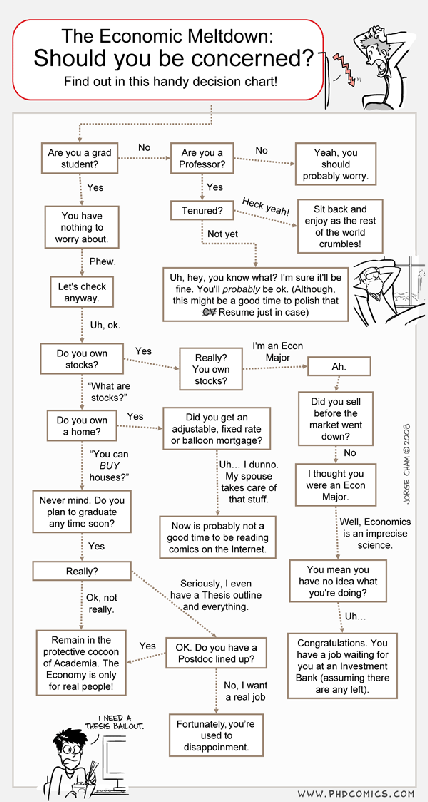 The Economic Meltdown:
Should you be concerned?
Find out in this handy decision chart!
Are you a grad
student?
No
Are you a
Professor?
No
Yeah, you
should
probably worry.
Yes
Yes
You have
nothing to
worry about.
Tenured?
Heck yeah!
Sit back and
enjoy as the rest
of the world
crumbles!
Not yet
Phew.
Let's check
anyway.
Uh, hey, you know what? I'm sure it'll be
fine. You'll probably be ok. (Although,
this might be a good time to polish that
Resume just in case)
Uh, ok.
Do you own
stocks?
Yes
Really?
You own
stocks?
I'm an Econ
Major
Ah.
"What are
stocks?"
Did you sell
before the
market went
down?
Do you own
a home?
Yes
Did you get an
adjustable, fixed rate
or balloon mortgage?
No
"You can
BUY
houses?"
Uh... I dunno.
My spouse
takes care of
that stuff.
I thought you
were an Econ
Major.
Never mind. Do you
plan to graduate
any time soon?
Now is probably not a
good time to be reading
comics on the Internet.
Well, Economics
is an imprecise
science.
Yes
Really?
Seriously, I even
have a Thesis outline
and everything.
You mean you
have no idea what
you're doing?
Ok, not
really.
Uh...
Remain in the
protective cocoon
of Academia. The
Economy is only
for real people!
Yes
OK. Do you have a
Postdoc lined up?
Congratulations. You
have a job waiting for
you at an Investment
Bank (assuming
there are any left).
No, I want
a real job
Fortunately, you're
used to
disappoinment.
I NEED A
THESIS BAILOUT.
JORGE CHAM ©2008
WWW.PHDCOMICS.COM